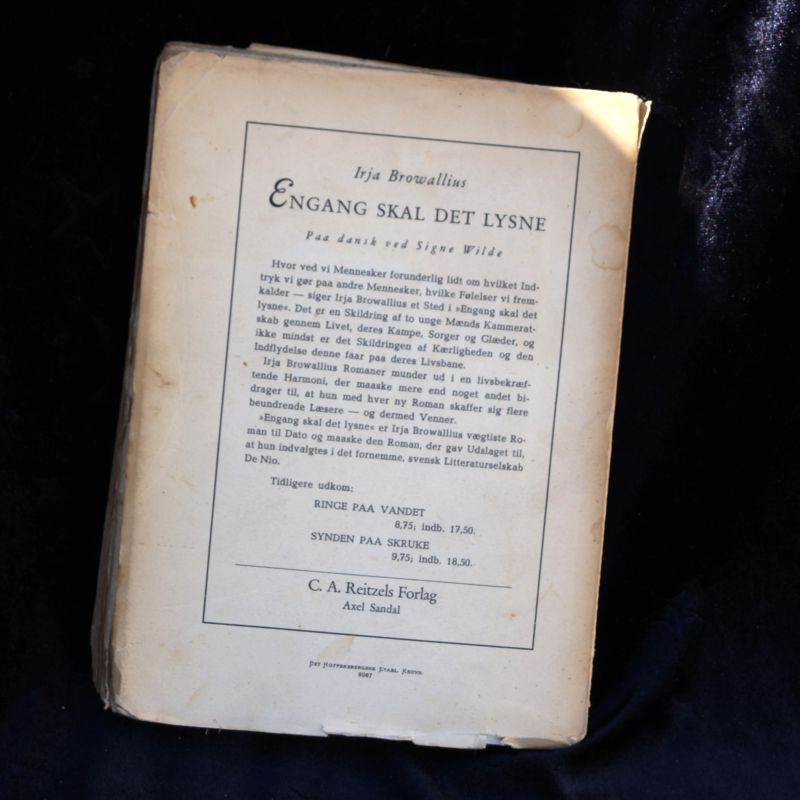 Irja Browallius
ENGANG SKAL DET LYSNE
Paa dansk ved Signe Wilde
Hvor ved vi Mennesker forunderlig lidt om hvilket Ind-
tryk vi gør paa andre Mennesker, hvilke Følelser vi frem-
kalder — siger Irja Browallius et Sted i »Engang skal det
lysne«. Det er en Skildring af to unge Mænds Kammerat-
skab gennem Livet, deres Kampe, Sorger og Glæder, og
ikke mindst er det Skildringen af Kærligheden og den
Indflydelse denne faar paa deres Livsbane.
Irja Browallius Romaner munder ud i en livsbekræf-
tende Harmoni, der maaske mere end noget andet bi-
drager til, at hun med hver ny Roman skaffer sig flere
beundrende Læsere — og dermed Venner.
»Engang skal det lysne« er Irja Browallius vægtiste Ro-
man til Dato og maaske den Roman, der gav Udslaget til,
at hun indvalgtes i det fornemme, svensk Litteraturselskab
De Nio.
Tidligere udkom:
RINGE PAA VANDET
8,75; indb. 17,50.
SYNDEN PAA SKRUKE
9,75; indb. 18,50.
C. A. Reitzels Forlag
Axel Sandal
DET HOFFENSBERGSKE ETABL. KBHVN